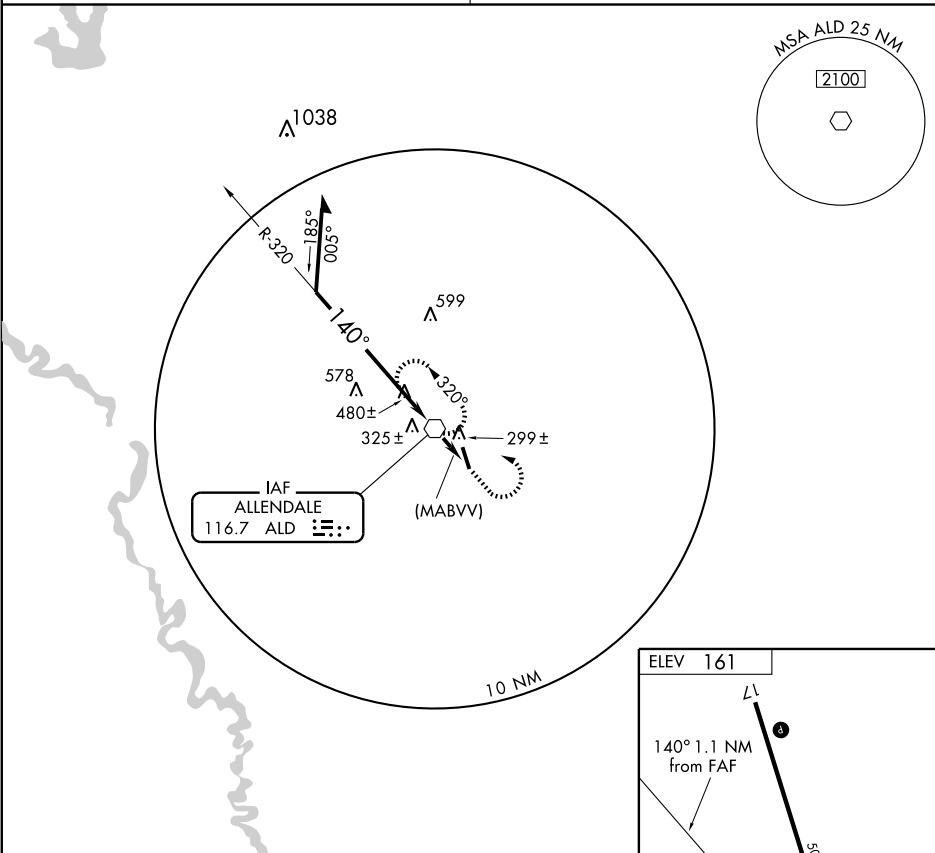 MSA ALD 25 NM
2100
1038
R-320
185°
005°
140°
599
578
320°
480±
325±
299±
IAF
ALLENDALE
116.7 ALD
(MABVV)
10 NM
ELEV 161
17
140° 1.1 NM
from FAF
P